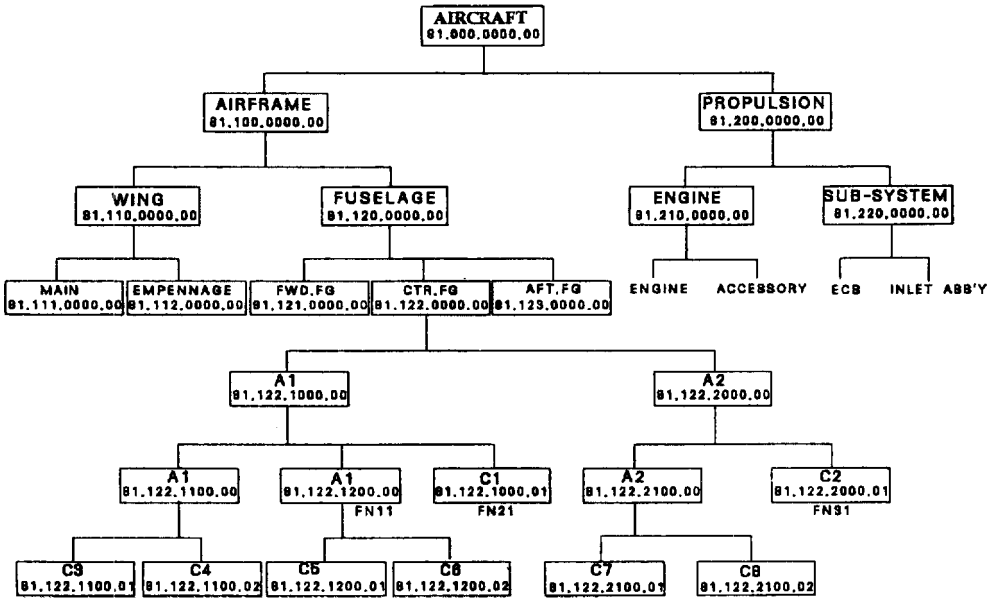 AIRCRAFT
81.000.0000.00
AIRFRAME
81.100.0000.00
PROPULSION
81.200.0000.00
WING
81.110.0000.00
FUSELAGE
81.120.0000.00
ENGINE
81.210.0000.00
SUB-SYSTEM
81.220.0000.00
MAIN
81.111.0000.00
EMPENNAGE
81.112.0000.00
FWD.FG
81.121.0000.00
CTR.FG
81.122.0000.00
AFT.FG
81.123.0000.00
ENGINE
ACCESSORY
ECS
INLET ASS'Y
A1
81.122.1000.00
A2
81.122.2000.00
A1
81.122.1100.00
A1
81.122.1200.00
FN11
C1
81.122.1000.01
FN21
A2
81.122.2100.00
C2
81.122.2000.01
FN31
C3
81.122.1100.01
C4
81.122.1100.02
C5
81.122.1200.01
C6
81.122.1200.02
C7
81.122.2100.01
C8
81.122.2100.02